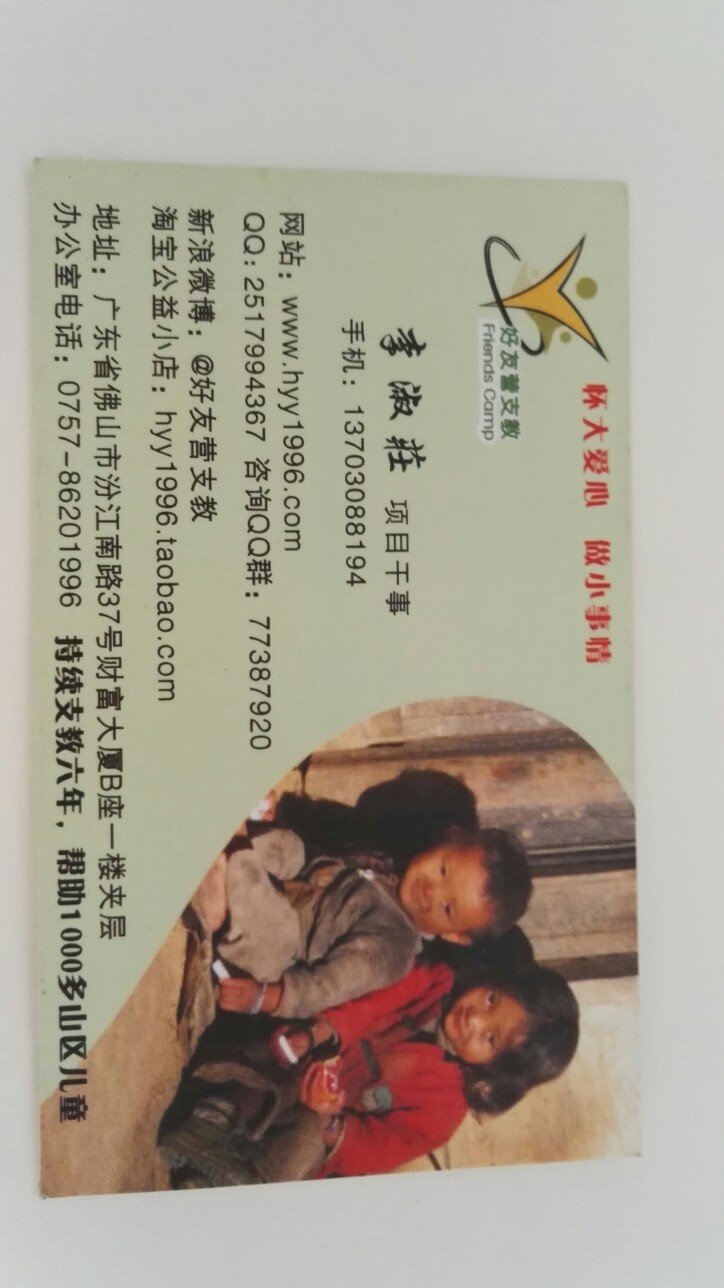 怀大爱心 做小事情
好友营支教
Friends Camp
李淑壮 项目干事
手机：13703088194
网站：www.hyy1996.com
QQ:2517994367 咨询QQ群：77387920
新浪微博：@好友营支教
淘宝公益小店：hyy1996.taobao.com
地址：广东省佛山市汾江南路37号财富大厦B座一楼夹层
办公室电话：0757-86201996 持续支教六年，帮助1000多山区儿童